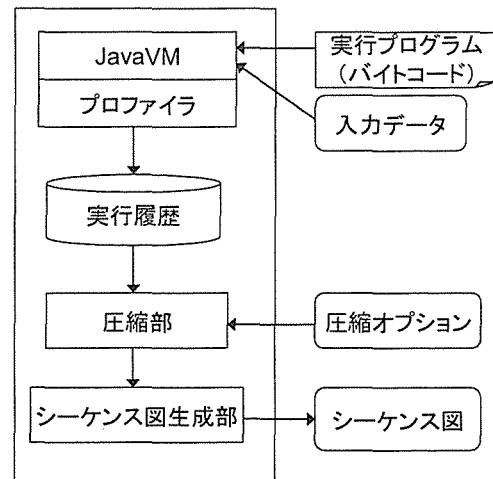 JavaVM
プロファイラ
実行プログラム
(バイトコード)
入力データ
実行履歴
圧縮部
圧縮オプション
シーケンス図生成部
シーケンス図